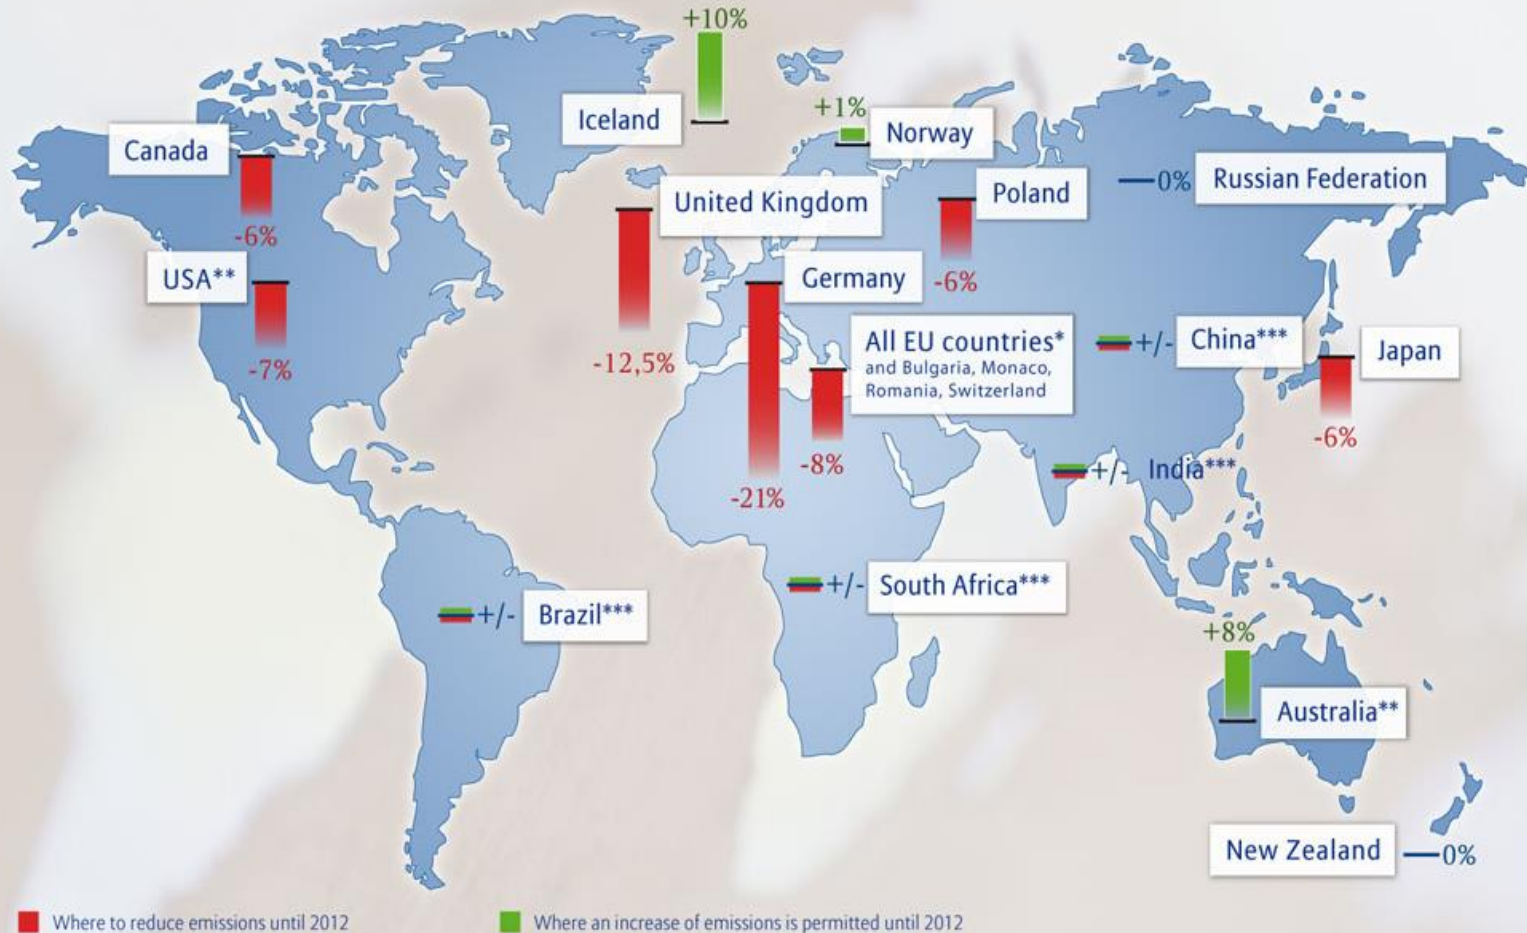 +10%
Iceland
+1%
Norway
Canada
-6%
United Kingdom
-12,5%
Poland
-6%
0%
Russian Federation
USA**
-7%
Germany
-21%
All EU countries*
and Bulgaria, Monaco,
Romania, Switzerland
-8%
+/-
China***
Japan
-6%
+/-
India***
+/-
South Africa***
+/-
Brazil***
+8%
Australia**
New Zealand
0%
Where to reduce emissions until 2012
Where an increase of emissions is permitted until 2012